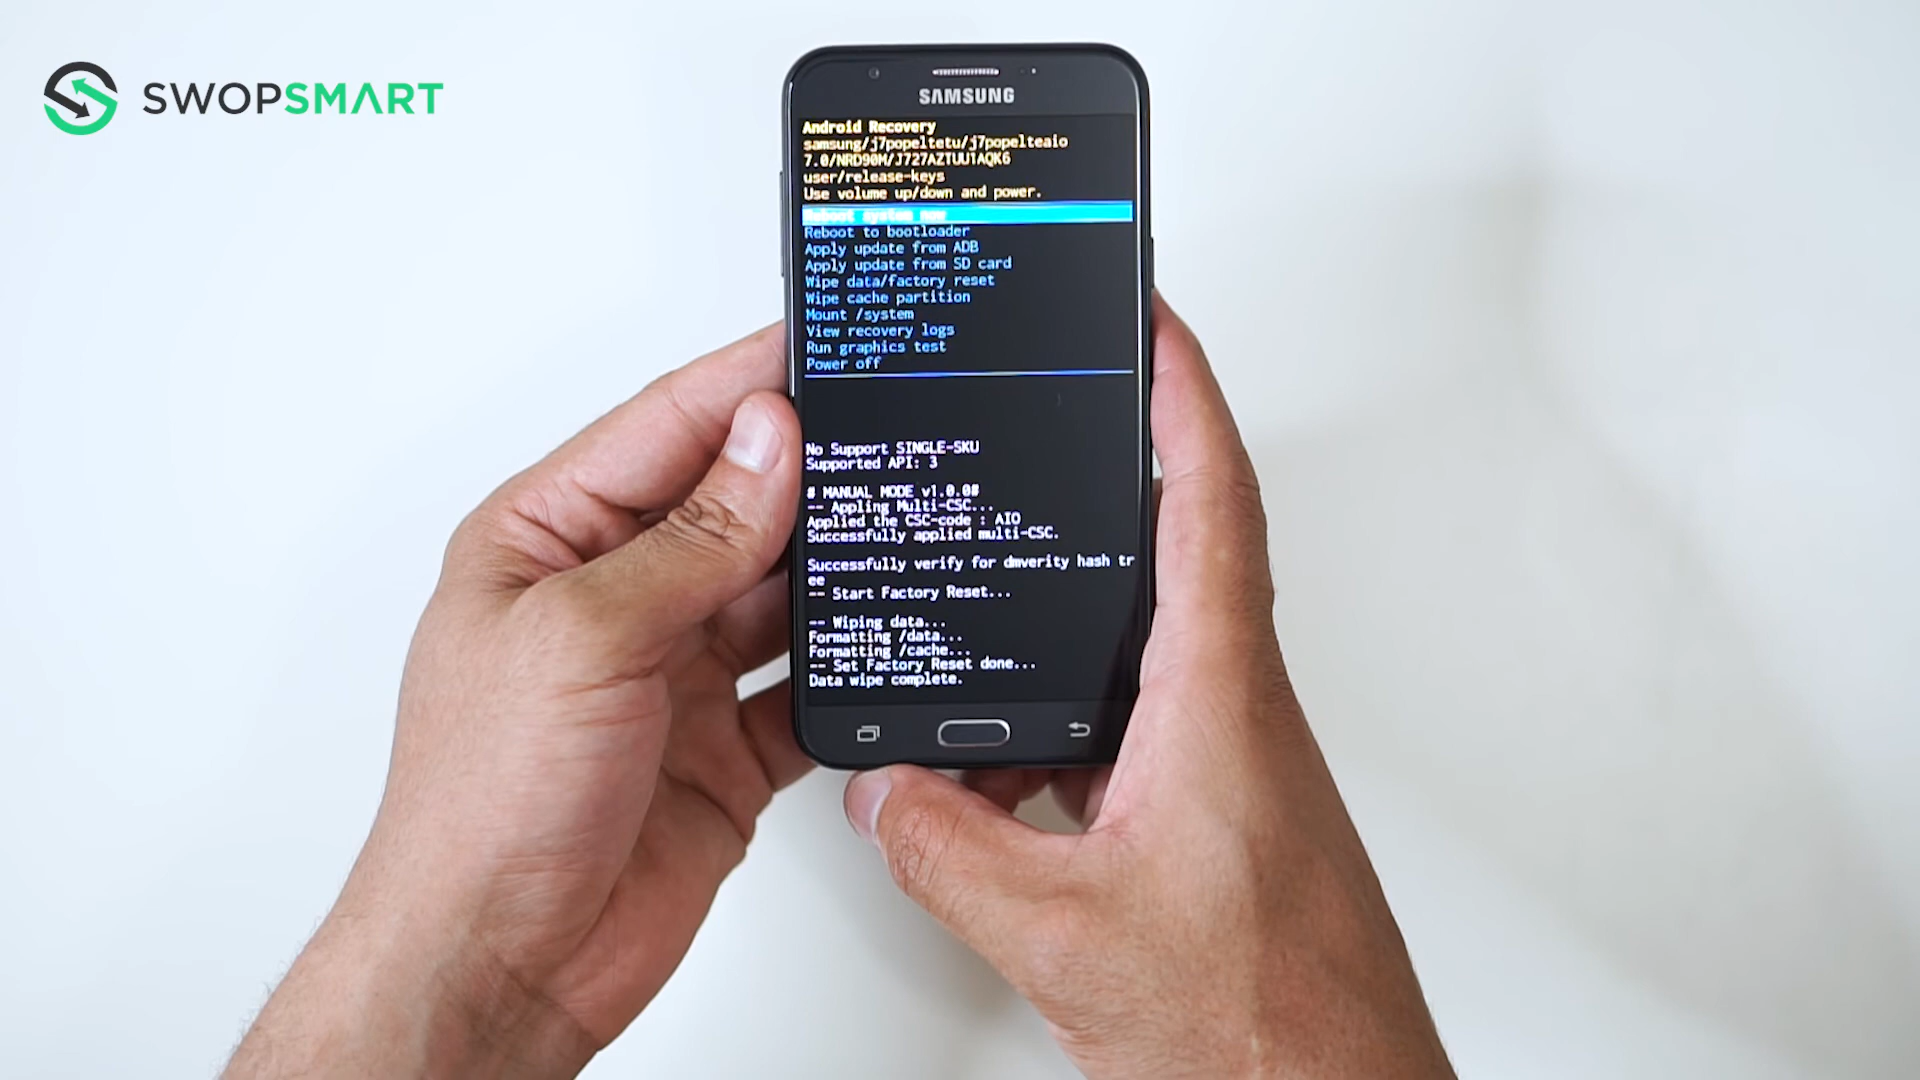 SWOPSMART
SAMSUNG
Android Recovery
samsung/j7popeltetu/j7popelteaio
7.0/NRD90M/J727AZTUU1AQK6
user/release-keys
Use volume up/down and power.
Reboot system now
Reboot to bootloader
Apply update from ADB
Apply update from SD card
Wipe data/factory reset
Wipe cache partition
Mount /system
View recovery logs
Run graphics test
Power off
No Support SINGLE-SKU
Supported API: 3
# MANUAL MODE v1.0.0#
-- Appling Multi-CSC...
Applied the CSC-code : AIO
Successfully applied multi-CSC.
Successfully verify for dmverity hash tr
ee
-- Start Factory Reset...
-- Wiping data...
Formatting /data...
Formatting /cache...
-- Set Factory Reset done...
Data wipe complete.